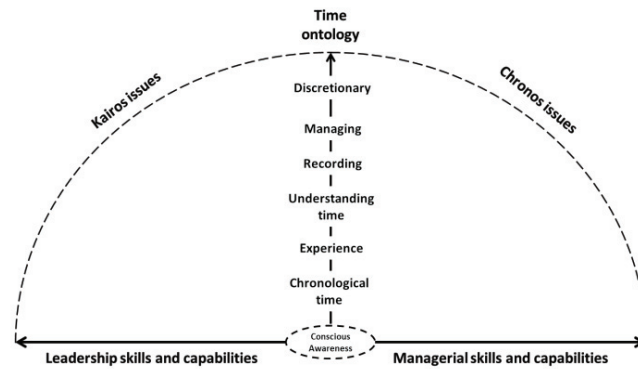 Time
ontology
Kairos issues
Chronos issues
Discretionary
Managing
Recording
Understanding
time
Experience
Chronological
time
Conscious
Awareness
Leadership skills and capabilities
Managerial skills and capabilities